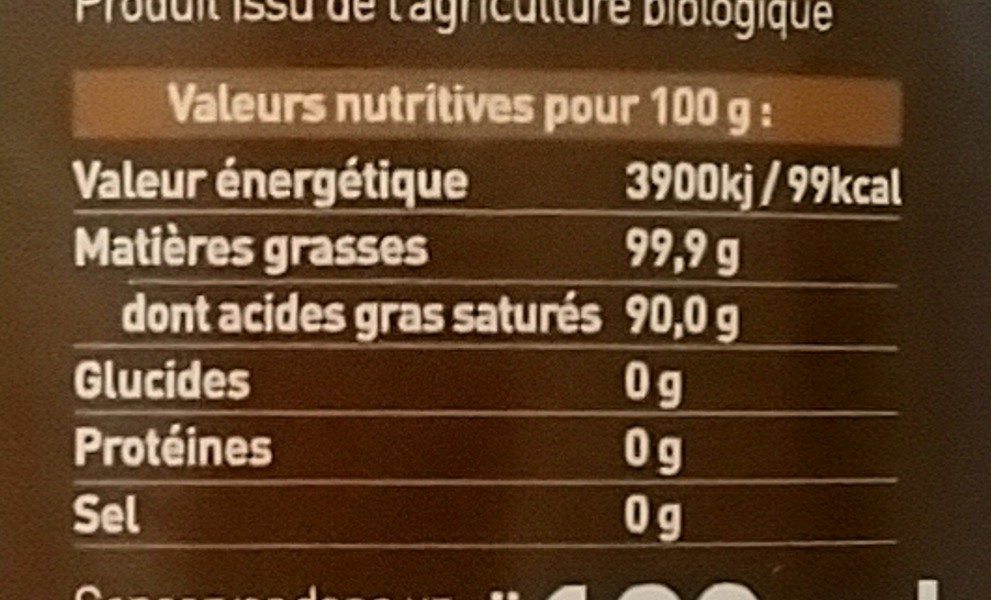 Produit issu de l'agriculture biologique
Valeurs nutritives pour 100 g :
Valeur énergétique 3900kj / 99kcal
Matières grasses 99,9 g
dont acides gras saturés 90,0 g
Glucides 0 g
Protéines 0 g
Sel 0 g